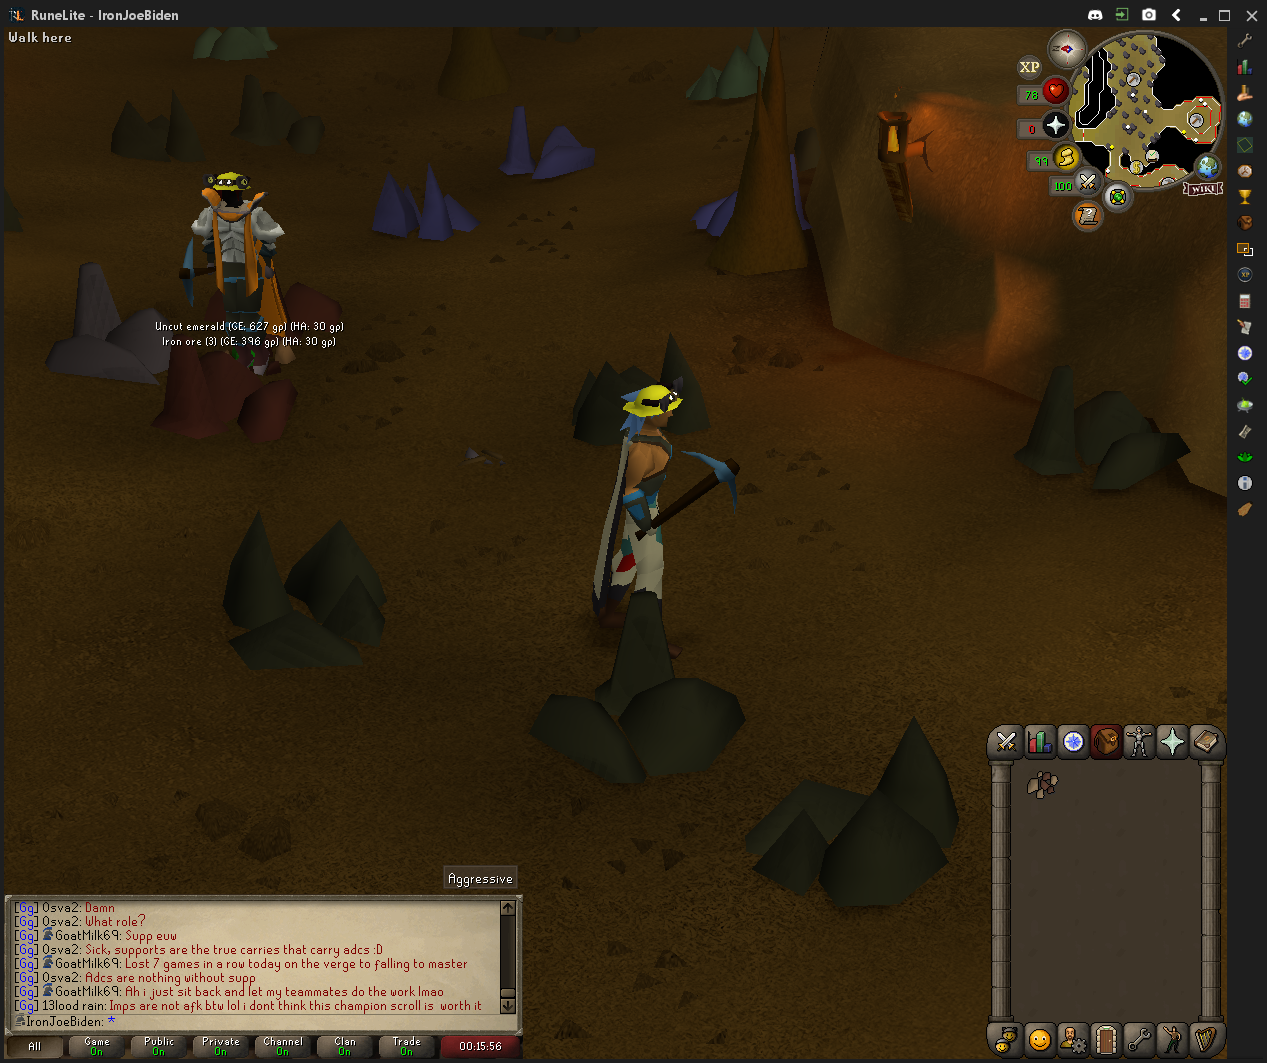 RuneLite - IronJoeBiden
Walk here
XP
78
0
99
100
WIKI
Uncut emerald (GE: 627 gp) (HA: 30 gp)
Iron ore (3) (GE: 396 gp) (HA: 30 gp)
Aggressive
[Gg] Osva2: Damn
[Gg] Osva2: What role?
[Gg] GoatMilk69: Supp euw
[Gg] Osva2: Sick, supports are the true carries that carry adcs :D
[Gg] GoatMilk69: Lost 7 games in a row today on the verge to falling to master
[Gg] Osva2: Adcs are nothing without supp
[Gg] GoatMilk69: Ah i just sit back and let my teammates do the work lmao
[Gg] 13lood rain: Imps are not afk btw lol i dont think this champion scroll is worth it
IronJoeBiden: *
All
Game
On
Public
On
Private
On
Channel
On
Clan
On
Trade
On
00:15:56